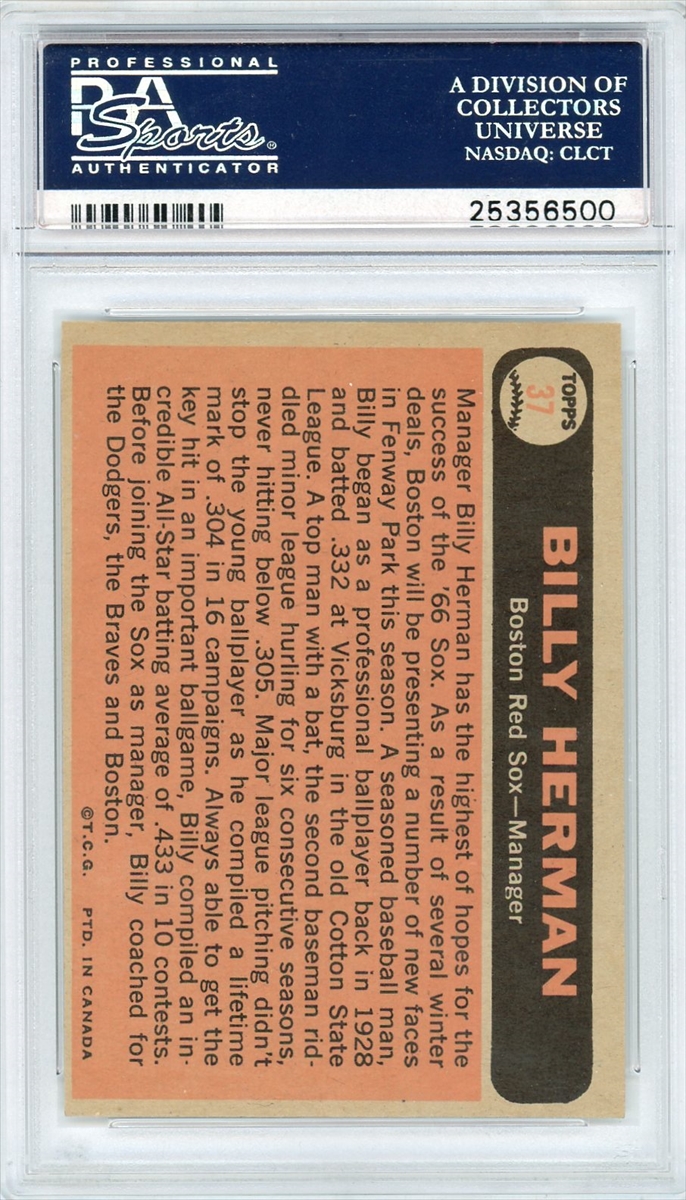 PROFESSIONAL
PSA
Sports®
AUTHENTICATOR
A DIVISION OF
COLLECTORS
UNIVERSE
NASDAQ: CLCT
25356500
TOPPS
37
BILLY HERMAN
Boston Red Sox—Manager
Manager Billy Herman has the highest of hopes for the
success of the '66 Sox. As a result of several winter
deals, Boston will be presenting a number of new faces
in Fenway Park this season. A seasoned baseball man,
Billy began as a professional ballplayer back in 1928
and batted .332 at Vicksburg in the old Cotton State
League. A top man with a bat, the second baseman rid-
dled minor league hurling for six consecutive seasons,
never hitting below .305. Major league pitching didn't
stop the young ballplayer as he compiled a lifetime
mark of .304 in 16 campaigns. Always able to get the
key hit in an important ballgame, Billy compiled an in-
credible All-Star batting average of .433 in 10 contests.
Before joining the Sox as manager, Billy coached for
the Dodgers, the Braves and Boston.
©T.C.G. PTD. IN CANADA